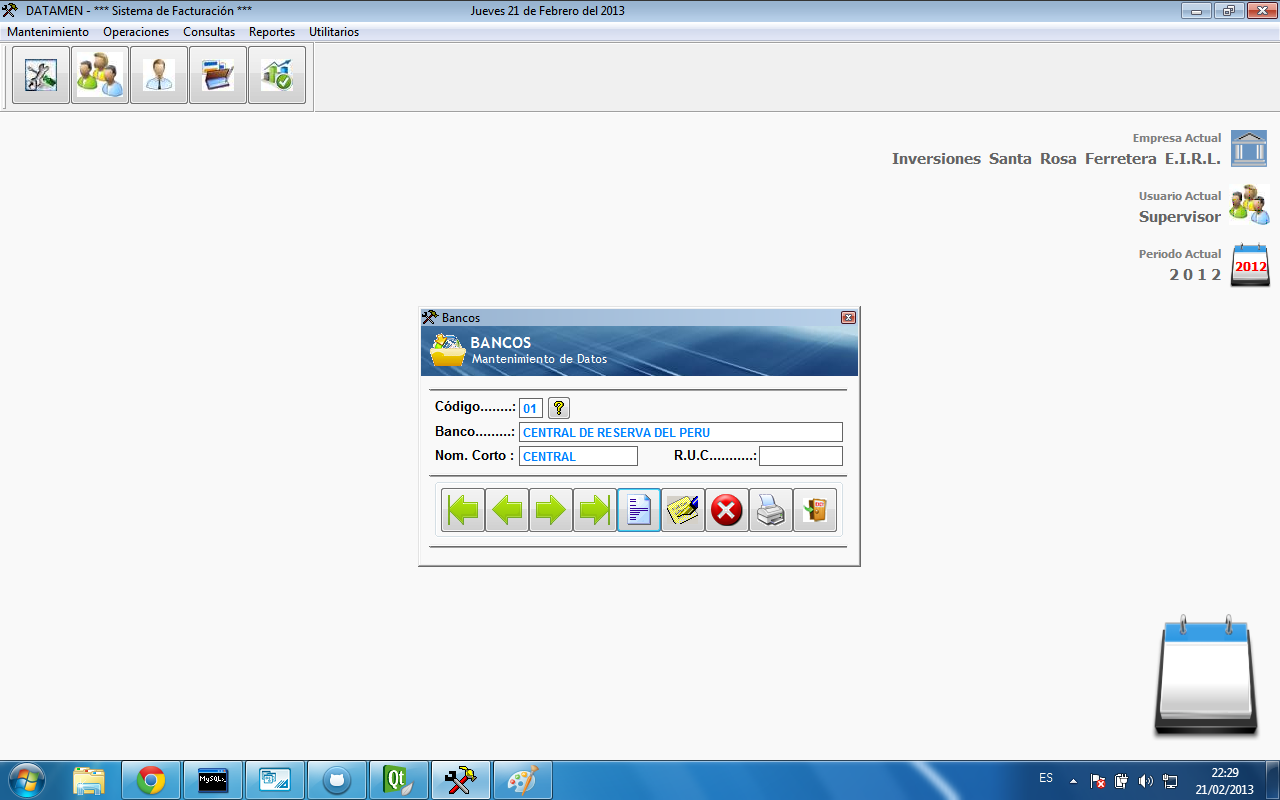 DATAMEN - *** Sistema de Facturación ***
Jueves 21 de Febrero del 2013
Mantenimiento Operaciones Consultas Reportes Utilitarios
Empresa Actual
Inversiones Santa Rosa Ferretera E.I.R.L.
Usuario Actual
Supervisor
Periodo Actual
2 0 1 2
2012
Bancos
BANCOS
Mantenimiento de Datos
Código........: 01 ?
Banco.........: CENTRAL DE RESERVA DEL PERU
Nom. Corto : CENTRAL R.U.C...........:
EXIT
MySQL
Qt
ES
22:29
21/02/2013